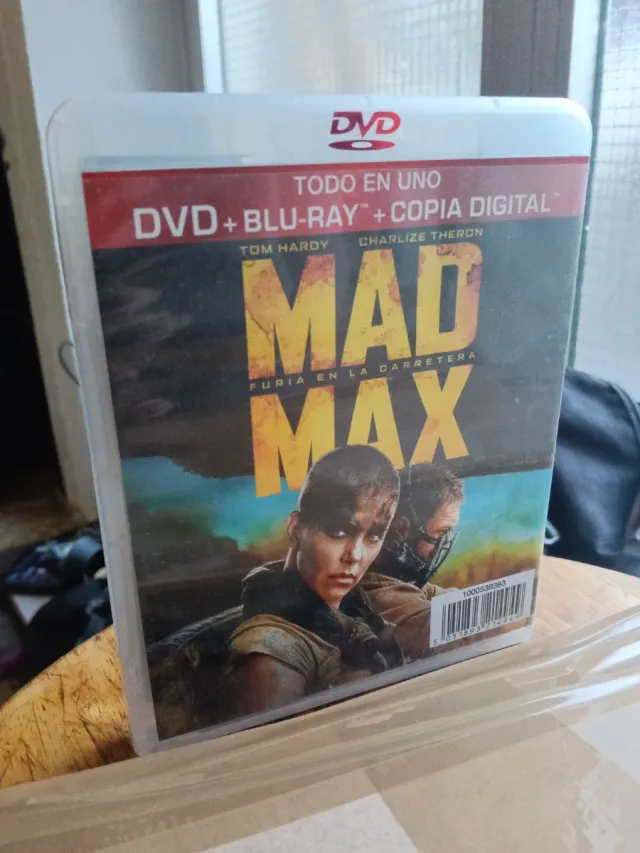 DVD
TODO EN UNO
DVD + BLU-RAY™ + COPIA DIGITAL™
TOM HARDY CHARLIZE THERON
MAD
FURIA EN LA CARRETERA
MAX
1000539393